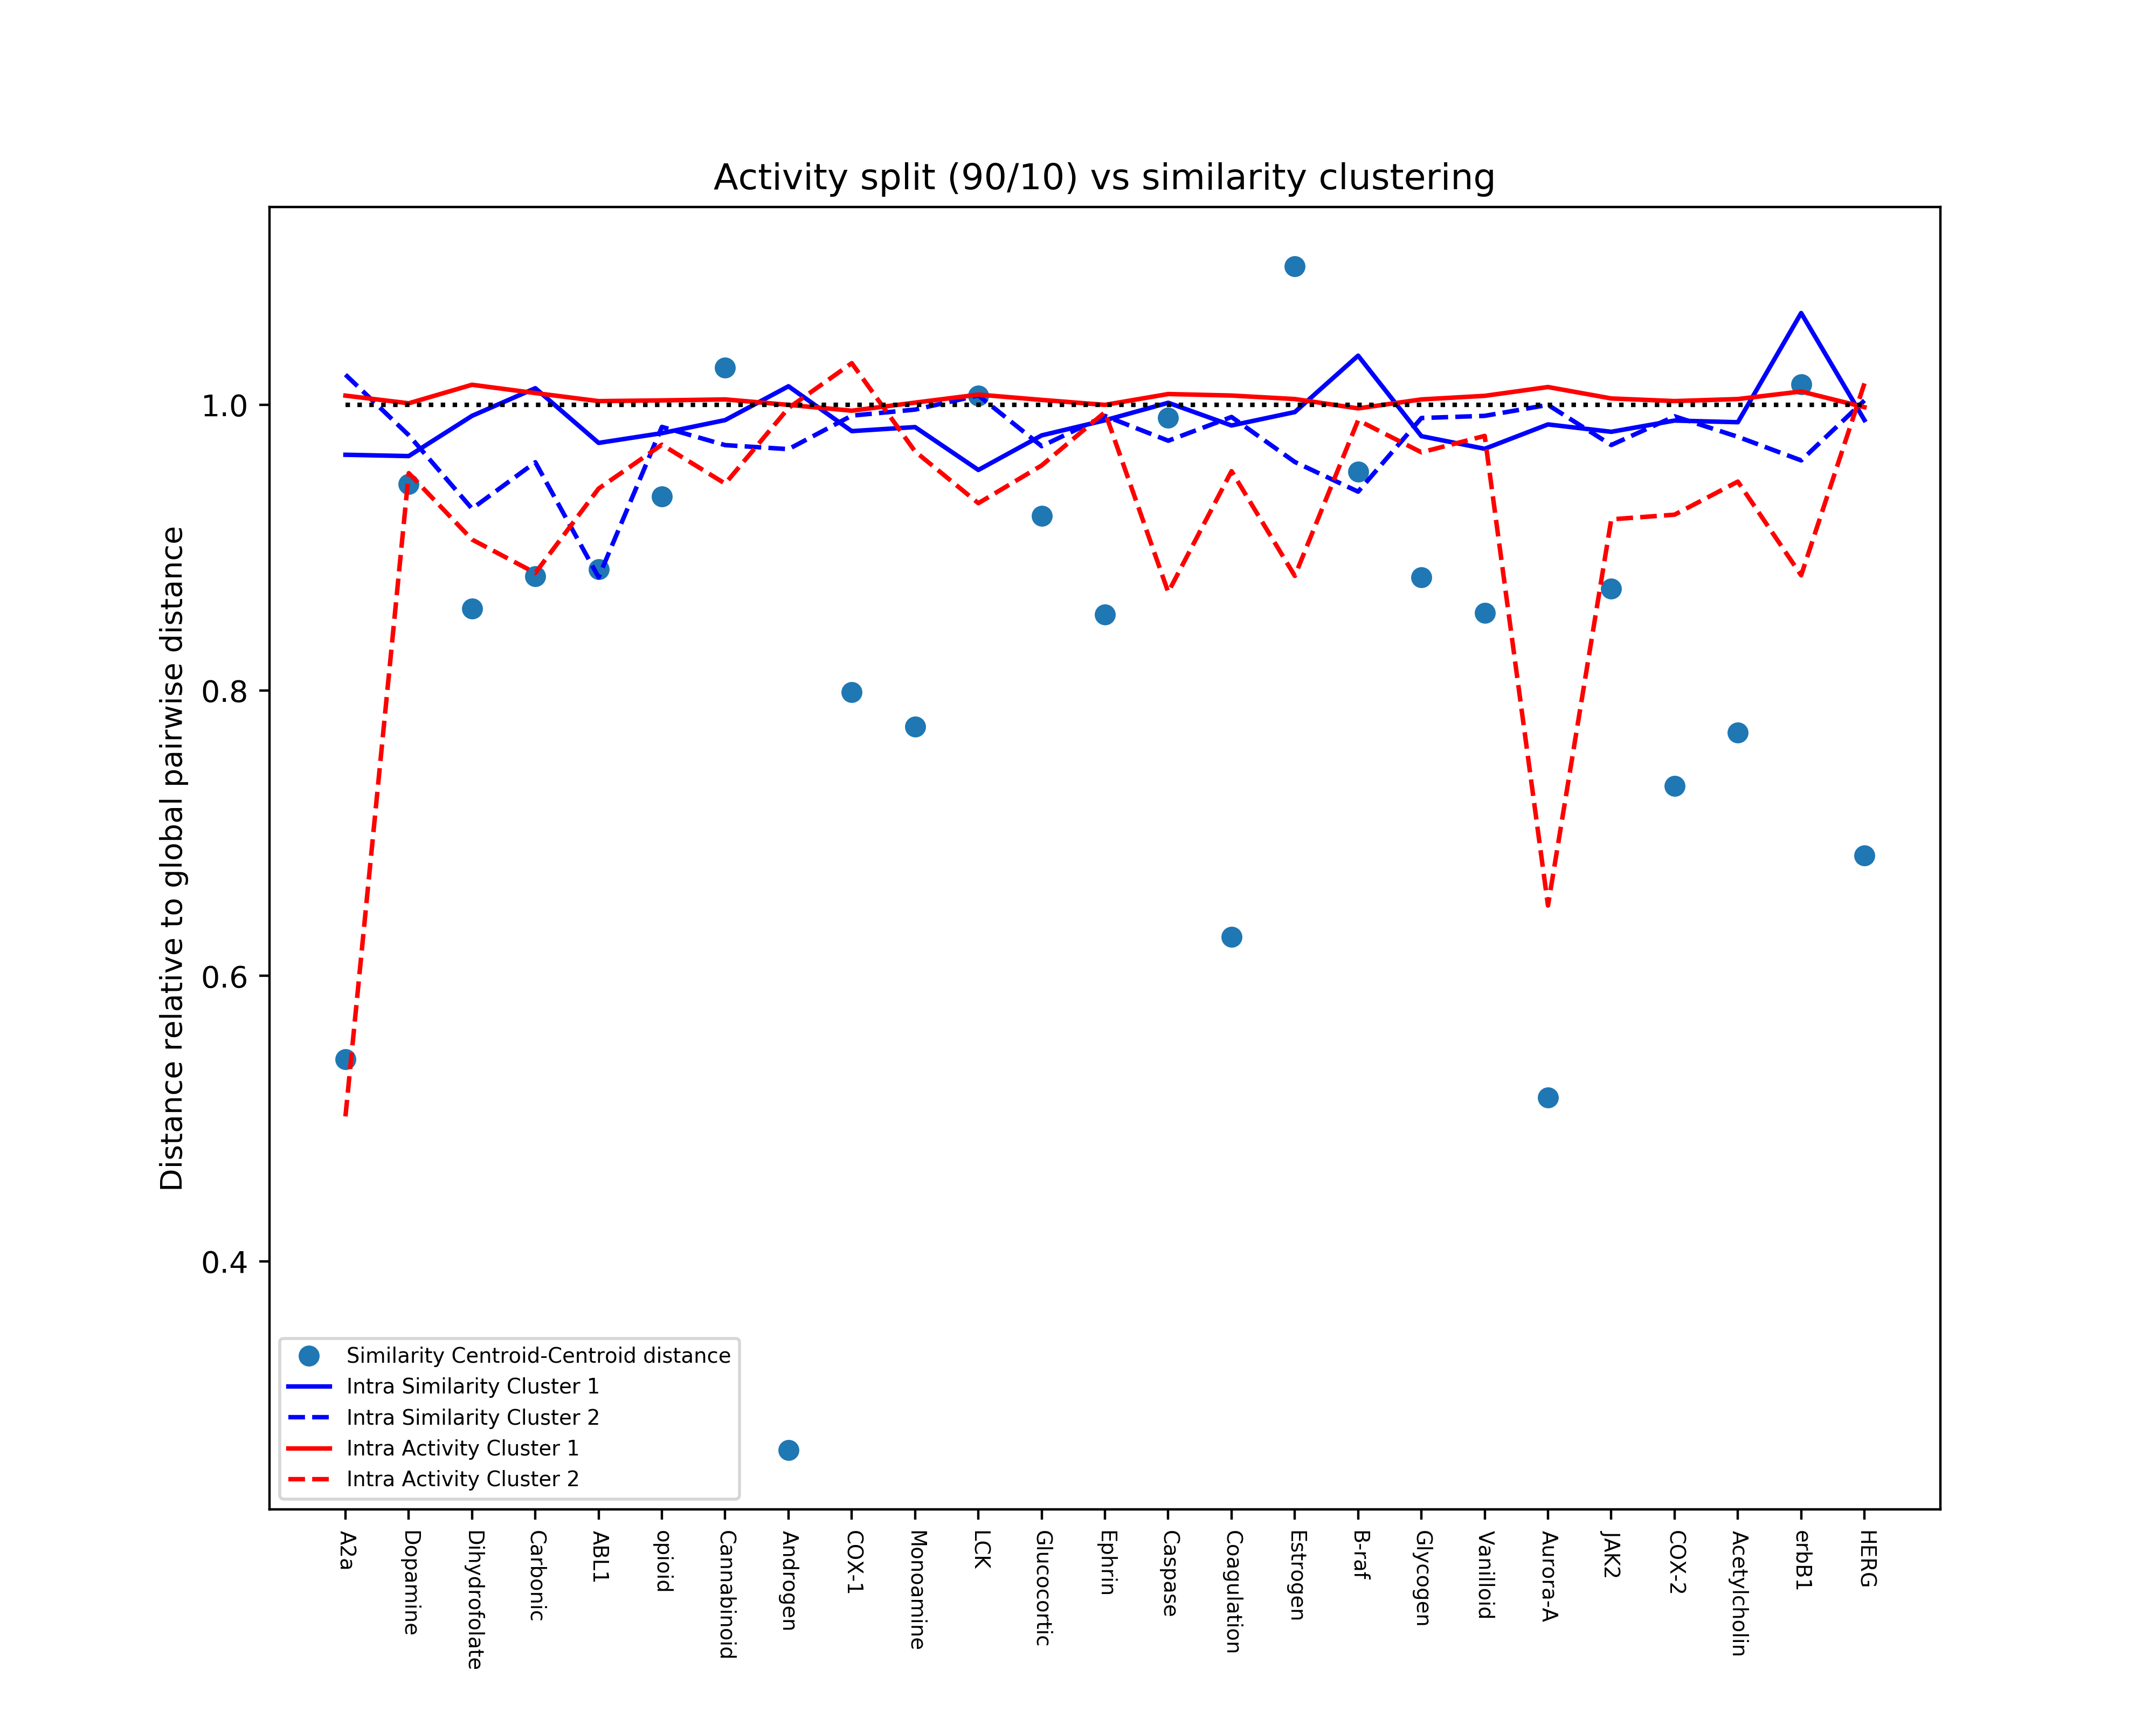 Activity split (90/10) vs similarity clustering
Distance relative to global pairwise distance
1.0
0.8
0.6
0.4
Similarity Centroid-Centroid distance
Intra Similarity Cluster 1
Intra Similarity Cluster 2
Intra Activity Cluster 1
Intra Activity Cluster 2
A2a
Dopamine
Dihydrofolate
Carbonic
ABL1
opioid
Cannabinoid
Androgen
COX-1
Monoamine
LCK
Glucocortic
Ephrin
Caspase
Coagulation
Estrogen
B-raf
Glycogen
Vanilloid
Aurora-A
JAK2
COX-2
Acetylcholin
erbB1
HERG